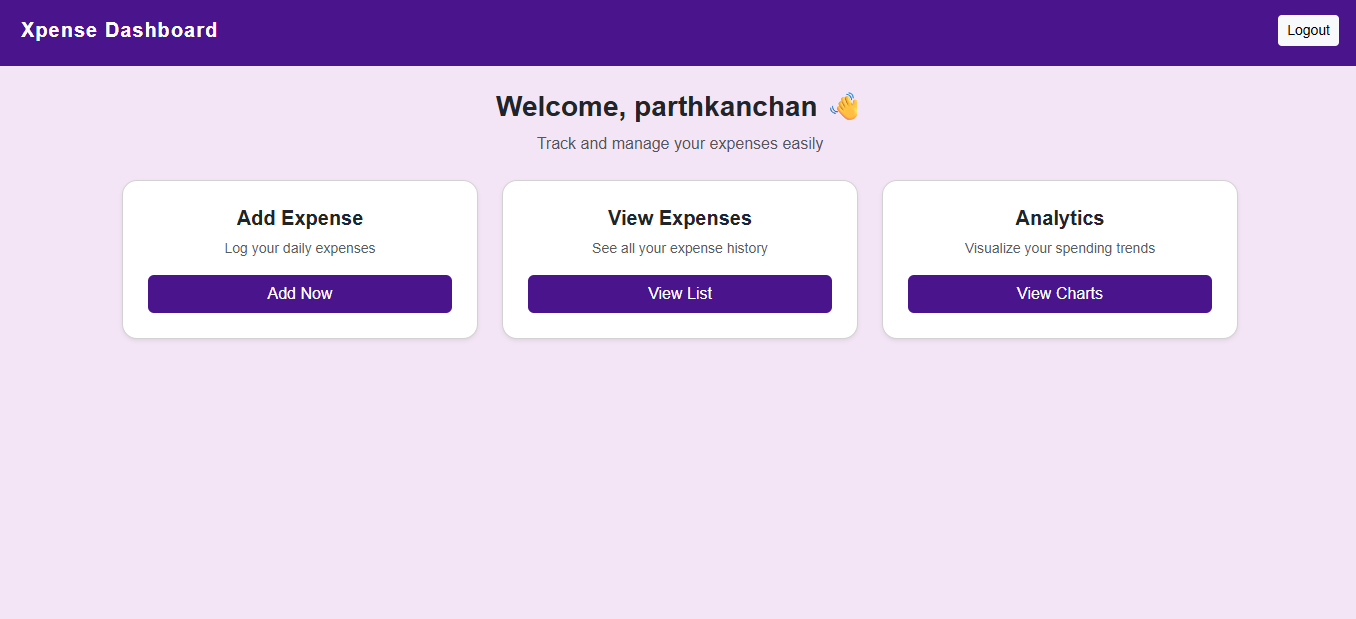 Xpense Dashboard
Logout
Welcome, parthkanchan 👋
Track and manage your expenses easily
Add Expense
Log your daily expenses
Add Now
View Expenses
See all your expense history
View List
Analytics
Visualize your spending trends
View Charts